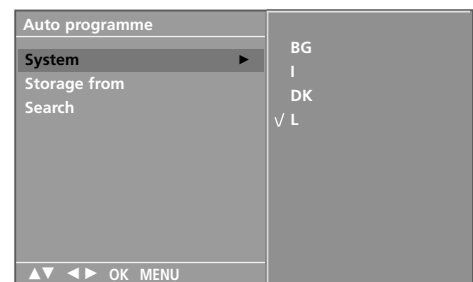 Auto programme
System ►
Storage from
Search
BG
I
DK
√ L
▲▼ ◄► OK MENU